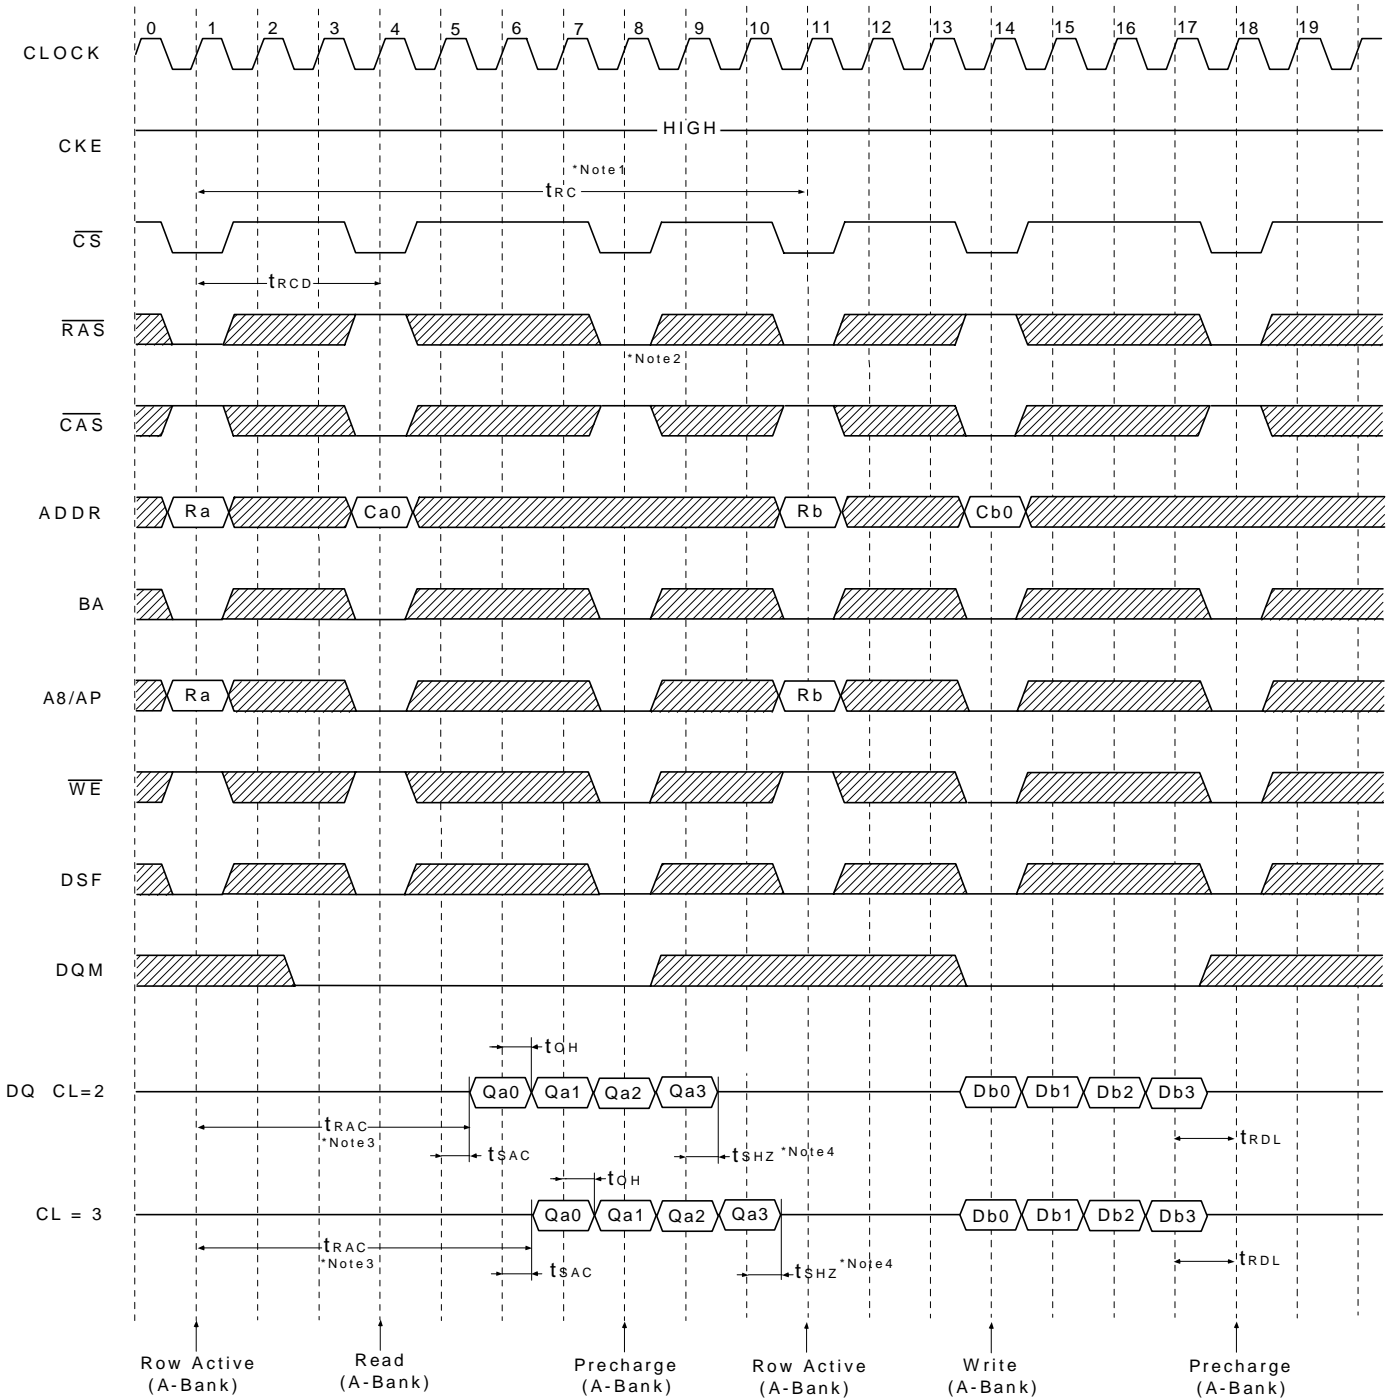 0 1 2 3 4 5 6 7 8 9 10 11 12 13 14 15 16 17 18 19
CLOCK
HIGH
CKE
*Note1
tRC
CS
tRCD
RAS
*Note2
CAS
ADDR Ra Ca0 Rb Cb0
BA
A8/AP Ra Rb
WE
DSF
DQM
tOH
DQ CL=2 Qa0 Qa1 Qa2 Qa3 Db0 Db1 Db2 Db3
tRAC
*Note3
tSAC tSHZ *Note4 tRDL
tOH
CL = 3 Qa0 Qa1 Qa2 Qa3 Db0 Db1 Db2 Db3
tRAC
*Note3
tSAC tSHZ *Note4 tRDL
Row Active Read Precharge Row Active Write Precharge
(A-Bank) (A-Bank) (A-Bank) (A-Bank) (A-Bank) (A-Bank)